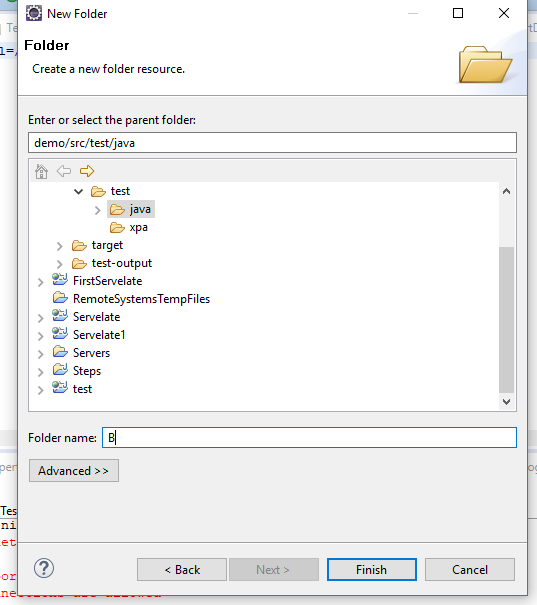 New Folder
Folder
Create a new folder resource.
Enter or select the parent folder:
demo/src/test/java
test
java
xpa
target
test-output
FirstServelate
RemoteSystemsTempFiles
Servelate
Servelate1
Servers
Steps
test
Folder name: B
Advanced >>
< Back Next > Finish Cancel